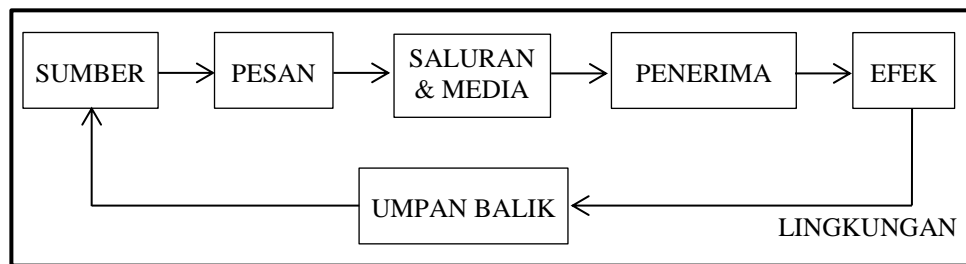 SUMBER
PESAN
SALURAN
& MEDIA
PENERIMA
EFEK
UMPAN BALIK
LINGKUNGAN